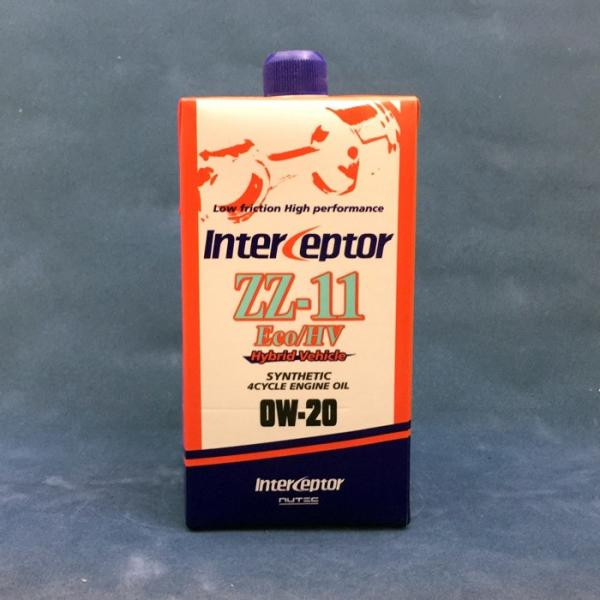 Low friction High performance
Interceptor
ZZ-11
Eco/HV
Hybrid Vehicle
SYNTHETIC
4CYCLE ENGINE OIL
0W-20
Interceptor
NUTEC